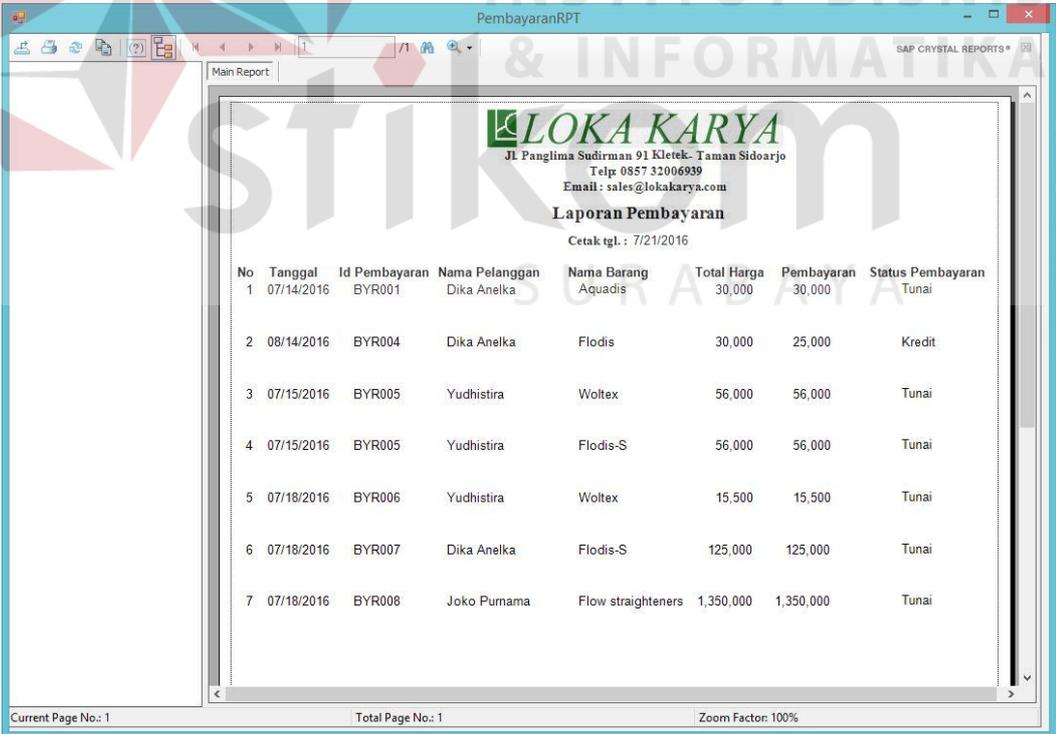 INSTITUT BISNIS
PembayaranRPT
& INFORMATIKA
1 /1
SAP CRYSTAL REPORTS®
Main Report
stikom
SURABAYA
LOKA KARYA
Jl. Panglima Sudirman 91 Kletek- Taman Sidoarjo
Telp: 0857 32006939
Email : sales@lokakarya.com
Laporan Pembayaran
Cetak tgl. : 7/21/2016
No Tanggal Id Pembayaran Nama Pelanggan Nama Barang Total Harga Pembayaran Status Pembayaran
1 07/14/2016 BYR001 Dika Anelka Aquadis 30,000 30,000 Tunai
2 08/14/2016 BYR004 Dika Anelka Flodis 30,000 25,000 Kredit
3 07/15/2016 BYR005 Yudhistira Woltex 56,000 56,000 Tunai
4 07/15/2016 BYR005 Yudhistira Flodis-S 56,000 56,000 Tunai
5 07/18/2016 BYR006 Yudhistira Woltex 15,500 15,500 Tunai
6 07/18/2016 BYR007 Dika Anelka Flodis-S 125,000 125,000 Tunai
7 07/18/2016 BYR008 Joko Purnama Flow straighteners 1,350,000 1,350,000 Tunai
Current Page No.: 1 Total Page No.: 1 Zoom Factor: 100%